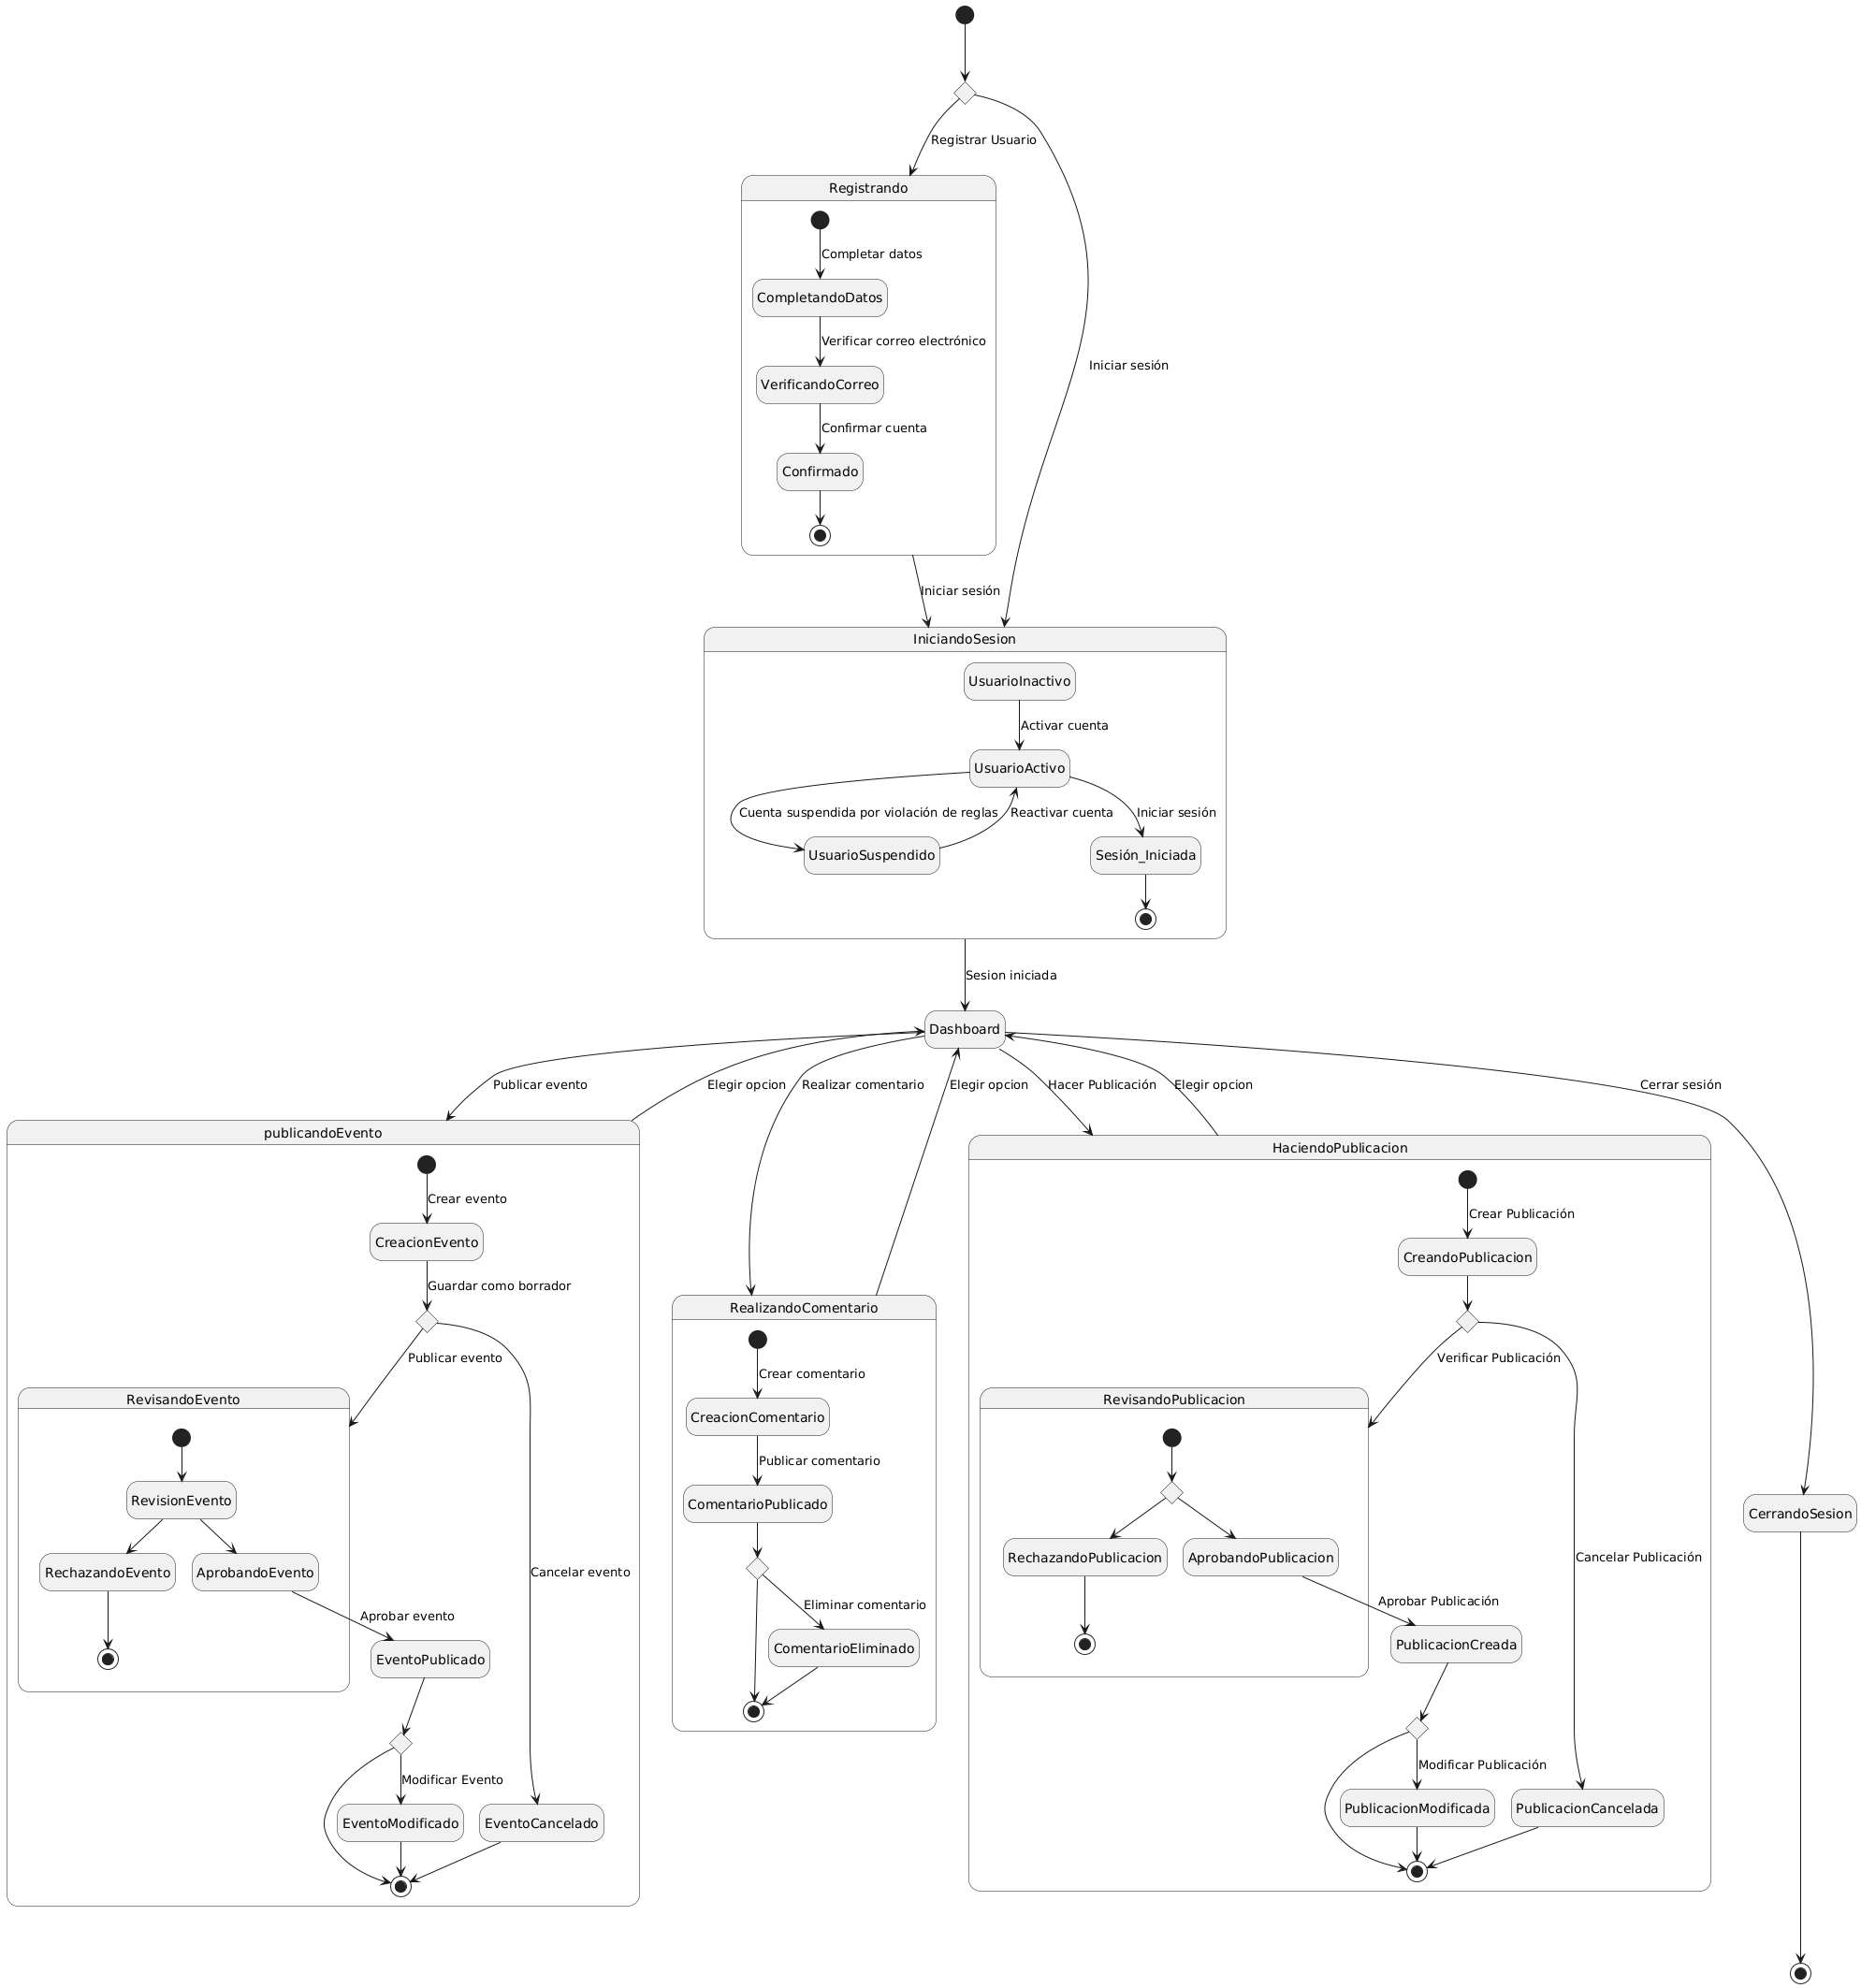 Registrar Usuario
Registrando
Completar datos
CompletandoDatos
Verificar correo electrónico
VerificandoCorreo
Confirmar cuenta
Confirmado
Iniciar sesión
Iniciar sesión
IniciandoSesion
UsuarioInactivo
Activar cuenta
UsuarioActivo
Cuenta suspendida por violación de reglas
Reactivar cuenta
Iniciar sesión
UsuarioSuspendido
Sesión_Iniciada
Sesion iniciada
Dashboard
Publicar evento
Elegir opcion
Realizar comentario
Elegir opcion
Hacer Publicación
Elegir opcion
Cerrar sesión
publicandoEvento
Crear evento
CreacionEvento
Guardar como borrador
Publicar evento
RevisandoEvento
RevisionEvento
RechazandoEvento
AprobandoEvento
Cancelar evento
Aprobar evento
EventoPublicado
Modificar Evento
EventoModificado
EventoCancelado
RealizandoComentario
Crear comentario
CreacionComentario
Publicar comentario
ComentarioPublicado
Eliminar comentario
ComentarioEliminado
HaciendoPublicacion
Crear Publicación
CreandoPublicacion
Verificar Publicación
RevisandoPublicacion
RechazandoPublicacion
AprobandoPublicacion
Cancelar Publicación
Aprobar Publicación
PublicacionCreada
Modificar Publicación
PublicacionModificada
PublicacionCancelada
CerrandoSesion